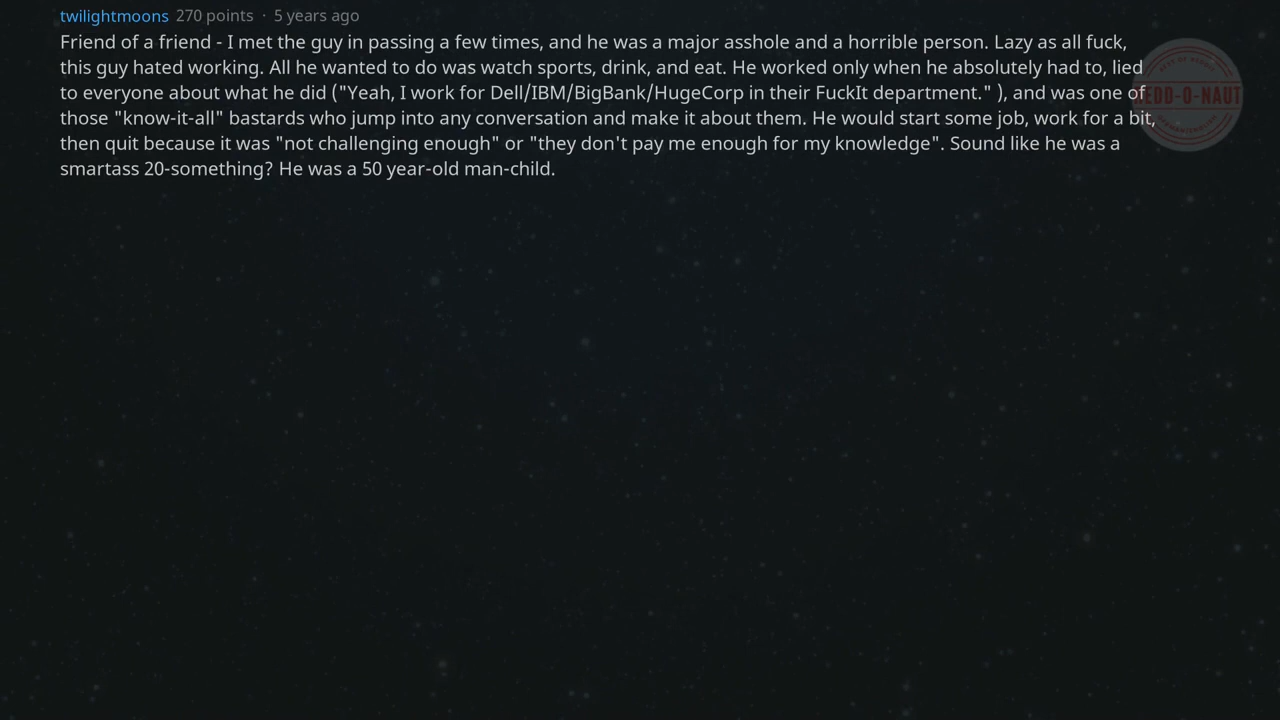 twilightmoons 270 points · 5 years ago
Friend of a friend - I met the guy in passing a few times, and he was a major asshole and a horrible person. Lazy as all fuck,
this guy hated working. All he wanted to do was watch sports, drink, and eat. He worked only when he absolutely had to, lied
to everyone about what he did ("Yeah, I work for Dell/IBM/BigBank/HugeCorp in their FuckIt department." ), and was one of
those "know-it-all" bastards who jump into any conversation and make it about them. He would start some job, work for a bit,
then quit because it was "not challenging enough" or "they don't pay me enough for my knowledge". Sound like he was a
smartass 20-something? He was a 50 year-old man-child.
REDD-O-NAUT